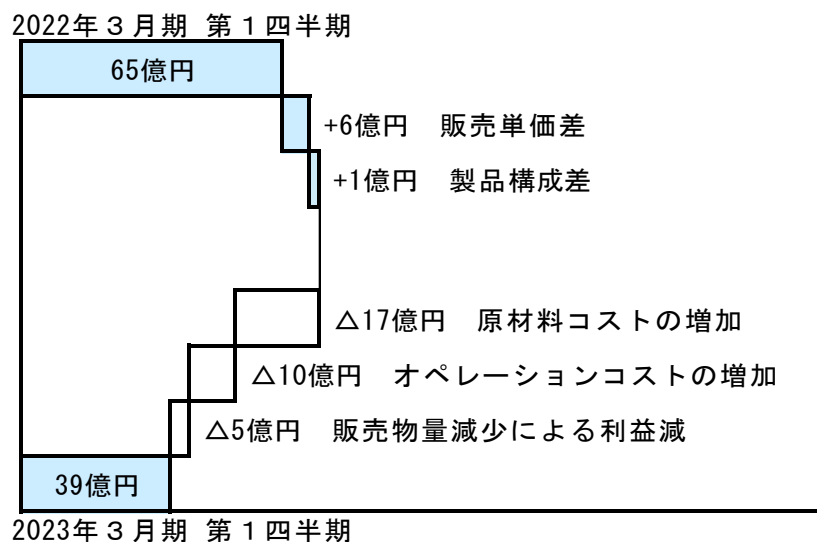 2022年３月期 第１四半期
65億円
+6億円　販売単価差
+1億円　製品構成差
△17億円　原材料コストの増加
△10億円　オペレーションコストの増加
△5億円　販売物量減少による利益減
39億円
2023年３月期 第１四半期